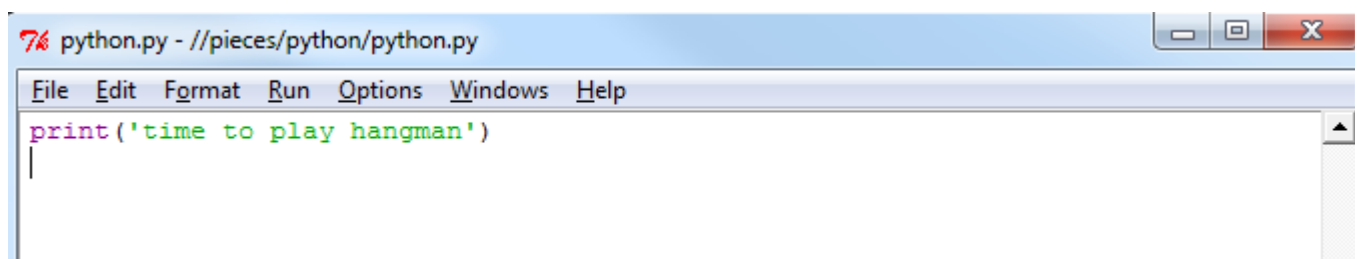 python.py - //pieces/python/python.py
File Edit Format Run Options Windows Help
print('time to play hangman')